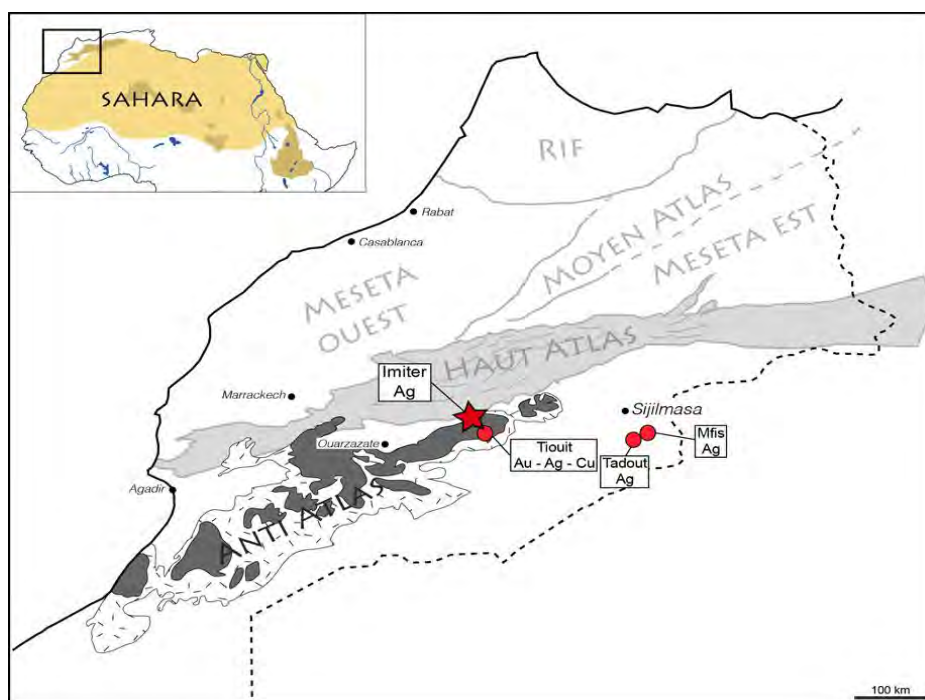 SAHARA
RIF
Rabat
Casablanca
MOYEN ATLAS
MESETA EST
MESETA
OUEST
HAUT ATLAS
Imiter
Ag
Marrackech
Sijilmasa
Ouarzazate
Tiouit
Au - Ag - Cu
Mfis
Ag
Tadout
Ag
Agadir
ANTI ATLAS
100 km